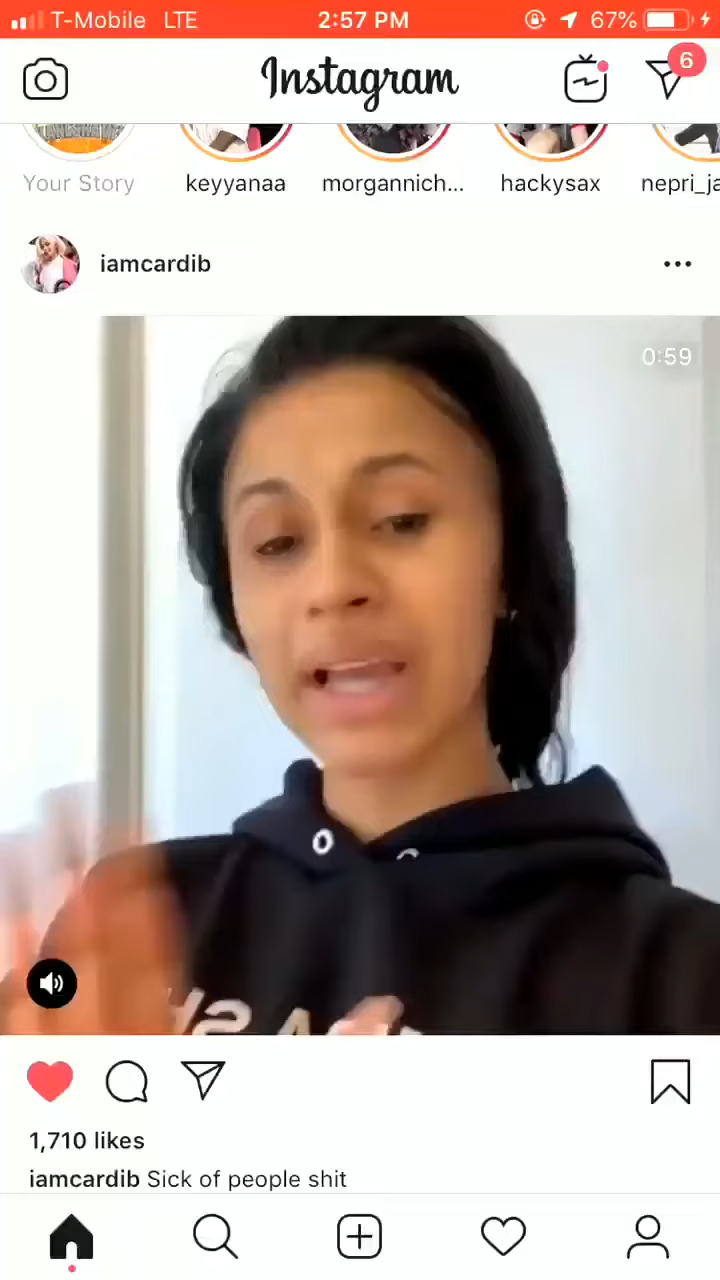 T-Mobile LTE 2:57 PM 67%
Instagram 6
Your Story keyyanaa morgannich... hackysax nepri_ja
iamcardib
0:59
1,710 likes
iamcardib Sick of people shit